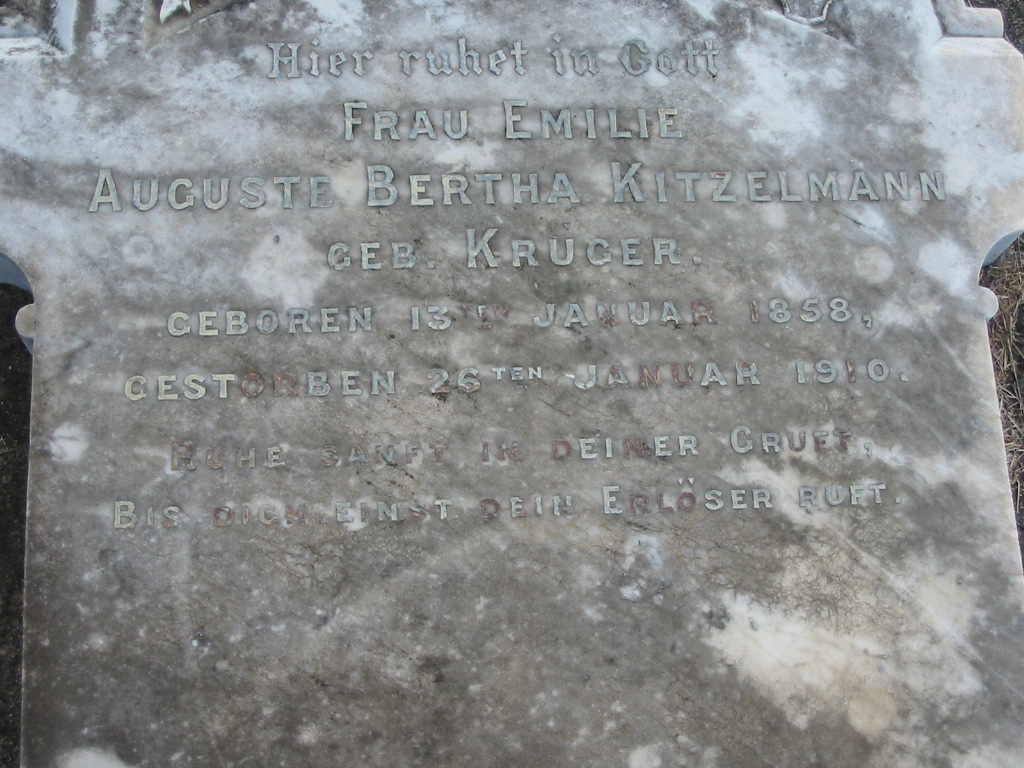 Hier ruhet in Gott
FRAU EMILIE
AUGUSTE BERTHA KITZELMANN
GEB. KRÜGER.
GEBOREN 13TEN JANUAR 1858,
GESTORBEN 26TEN JANUAR 1910.
RUHE SANFT IN DEINER GRUFT,
BIS DICH EINST DEIN ERLÖSER RUFT.